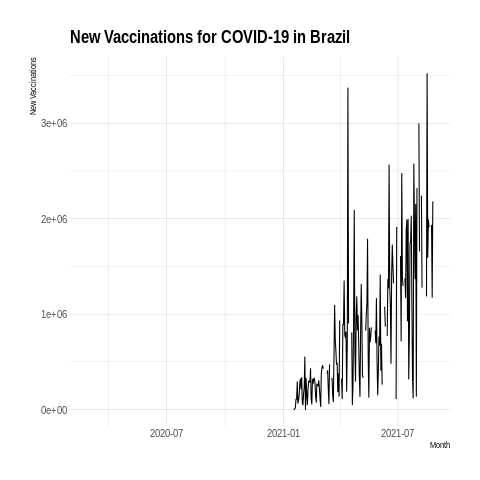 New Vaccinations for COVID-19 in Brazil
New Vaccinations
3e+06
2e+06
1e+06
0e+00
2020-07
2021-01
2021-07
Month